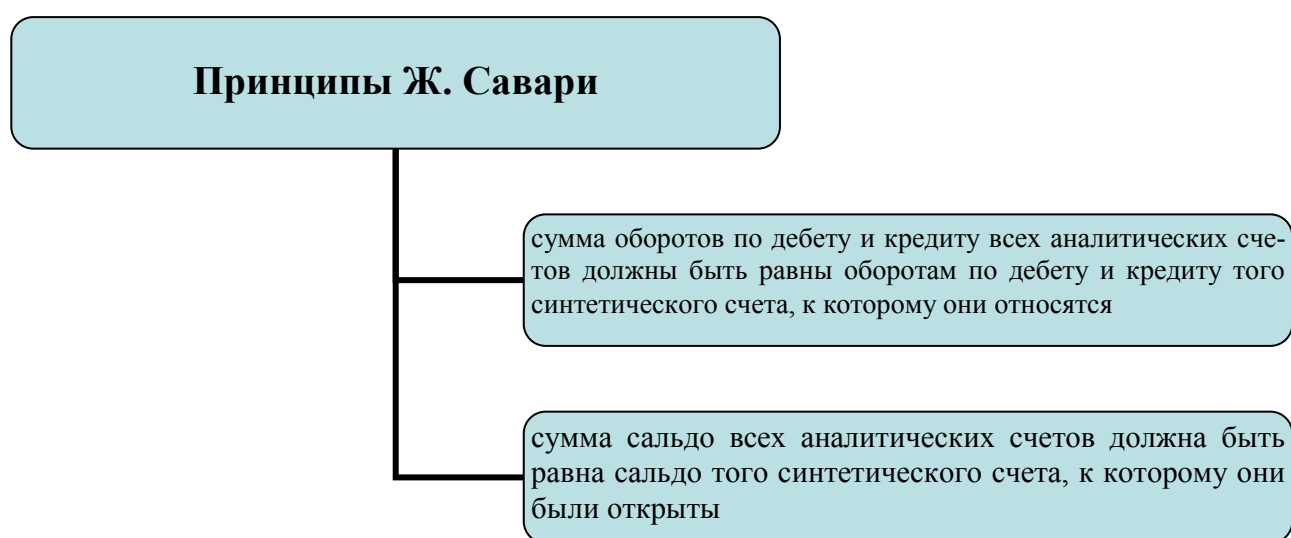 Принципы Ж. Савари
сумма оборотов по дебету и кредиту всех аналитических сче-
тов должны быть равны оборотам по дебету и кредиту того
синтетического счета, к которому они относятся
сумма сальдо всех аналитических счетов должна быть
равна сальдо того синтетического счета, к которому они
были открыты